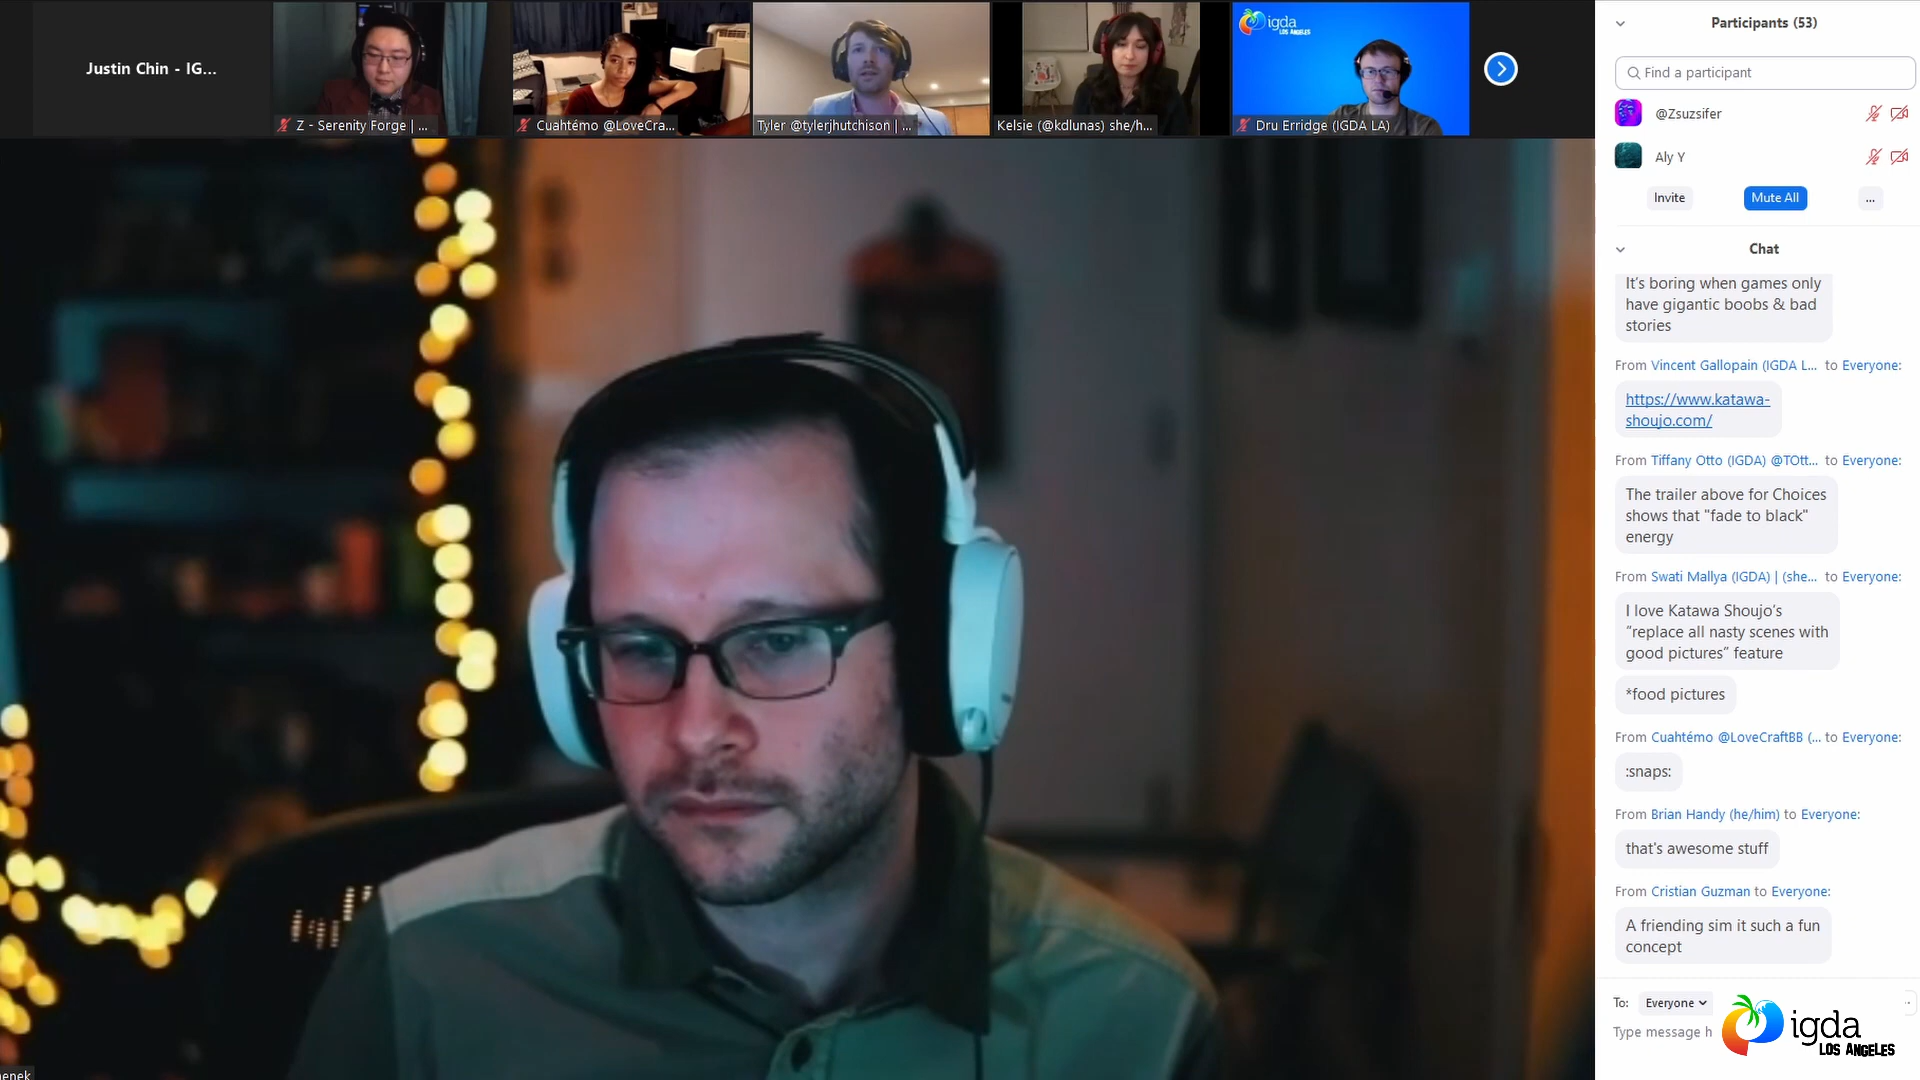 Justin Chin - IG...
Z - Serenity Forge | ...
Cuahtémo @LoveCra...
Tyler @tylerjhutchison | ...
Kelsie (@kdlunas) she/h...
igda
LOS ANGELES
Dru Erridge (IGDA LA)
Participants (53)
Find a participant
@Zsuzsifer
Aly Y
Invite
Mute All
...
Chat
It's boring when games only
have gigantic boobs & bad
stories
From Vincent Gallopain (IGDA L... to Everyone:
https://www.katawa-
shoujo.com/
From Tiffany Otto (IGDA) @TOtt... to Everyone:
The trailer above for Choices
shows that "fade to black"
energy
From Swati Mallya (IGDA) | (she... to Everyone:
I love Katawa Shoujo's
"replace all nasty scenes with
good pictures" feature
*food pictures
From Cuahtémo @LoveCraftBB (... to Everyone:
:snaps:
From Brian Handy (he/him) to Everyone:
that's awesome stuff
From Cristian Guzman to Everyone:
A friending sim it such a fun
concept
To: Everyone
Type message h
igda
LOS ANGELES